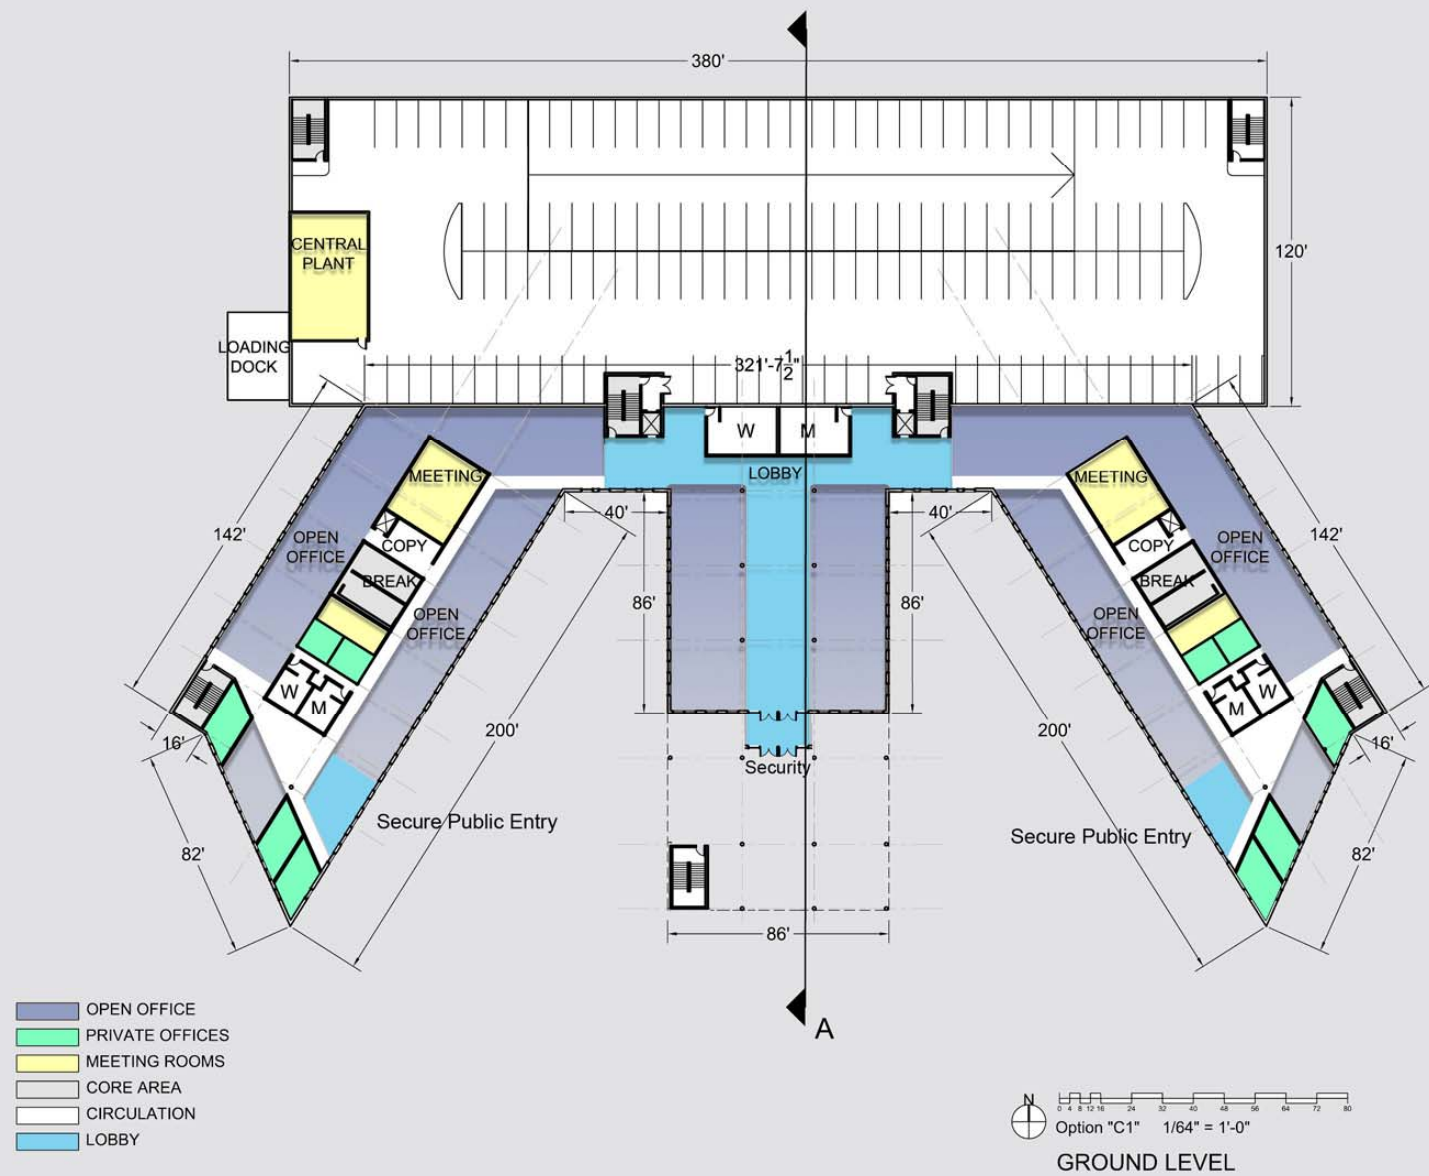 380'
CENTRAL
PLANT
120'
LOADING
DOCK
321'-7 1/2"
W
M
LOBBY
MEETING
MEETING
40'
40'
142'
142'
OPEN
OFFICE
OPEN
OFFICE
COPY
COPY
BREAK
BREAK
86'
86'
OPEN
OFFICE
OPEN
OFFICE
W
M
M
W
200'
200'
16'
16'
Security
Secure Public Entry
Secure Public Entry
82'
82'
86'
A
OPEN OFFICE
PRIVATE OFFICES
MEETING ROOMS
CORE AREA
CIRCULATION
LOBBY
N
0 4 8 12 16 24 32 40 48 56 64 72 80
Option "C1" 1/64" = 1'-0"
GROUND LEVEL